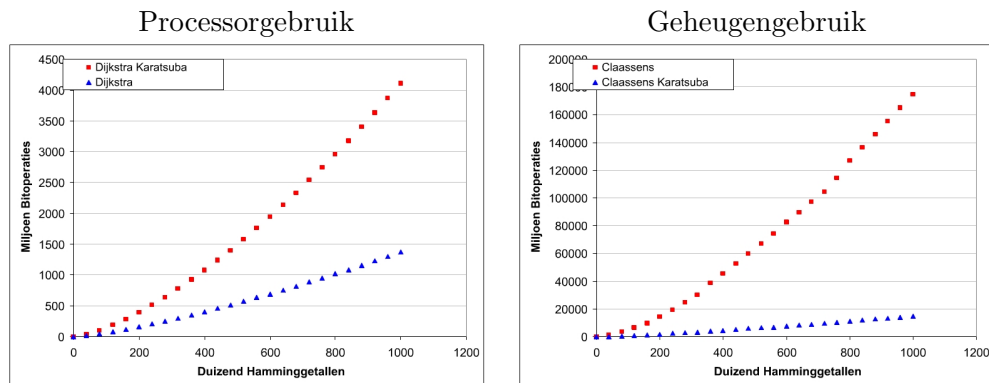 Processorgebruik
4500
4000
3500
3000
2500
2000
1500
1000
500
0
Dijkstra Karatsuba
Dijkstra
Miljoen Bitoperaties
0 200 400 600 800 1000 1200
Duizend Hamminggetallen
Geheugengebruik
200000
180000
160000
140000
120000
100000
80000
60000
40000
20000
0
Claassens
Claassens Karatsuba
Miljoen Bitoperaties
0 200 400 600 800 1000 1200
Duizend Hamminggetallen